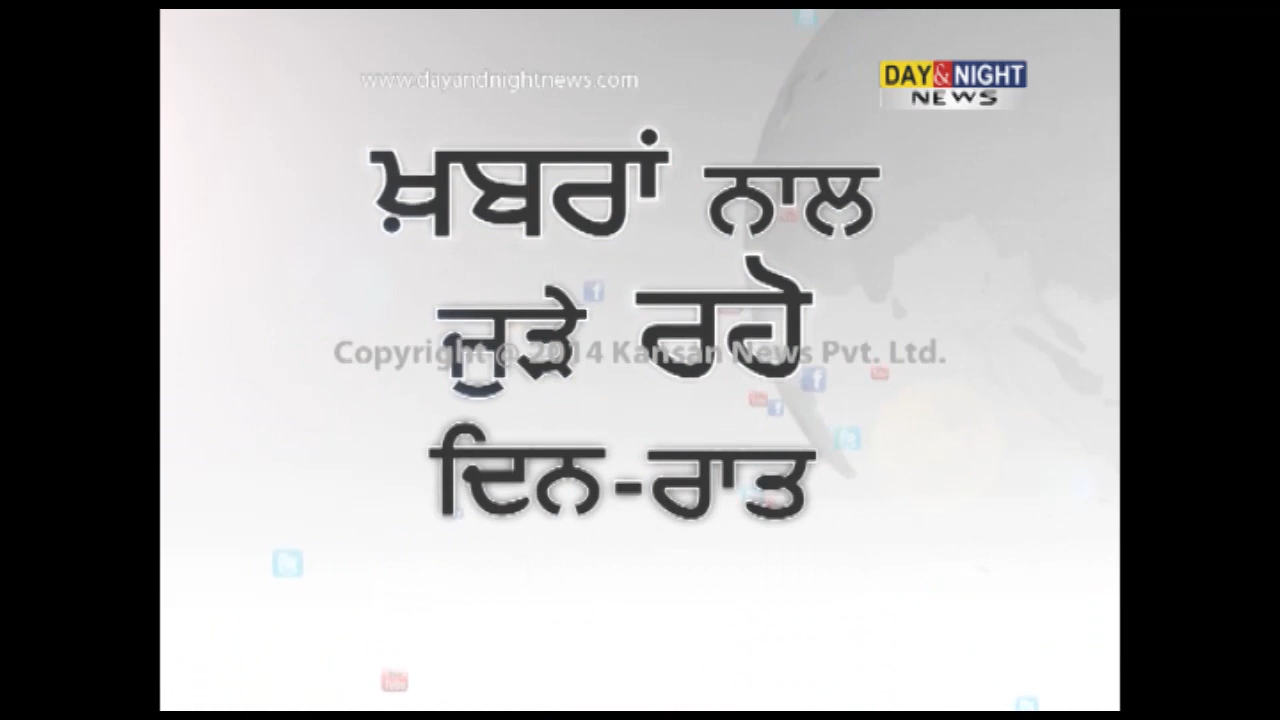 www.dayandnightnews.com
DAY&NIGHT
NEWS
ਖ਼ਬਰਾਂ ਨਾਲ
ਜੁੜੇ ਰਹੋ
Copyright @ 2014 Kansan News Pvt. Ltd.
ਦਿਨ-ਰਾਤ